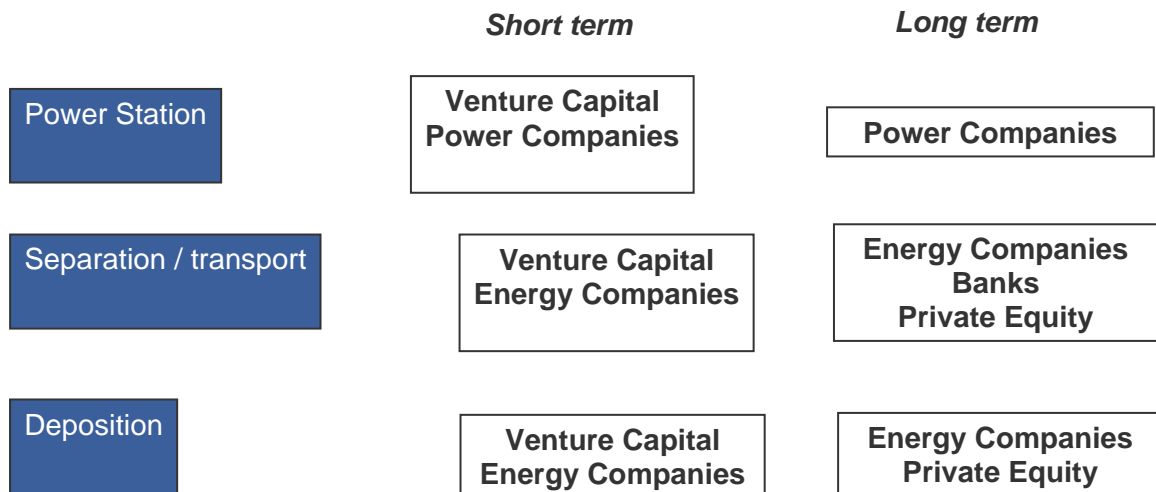 Short term
Long term
Power Station
Venture Capital
Power Companies
Power Companies
Separation / transport
Venture Capital
Energy Companies
Energy Companies
Banks
Private Equity
Deposition
Venture Capital
Energy Companies
Energy Companies
Private Equity